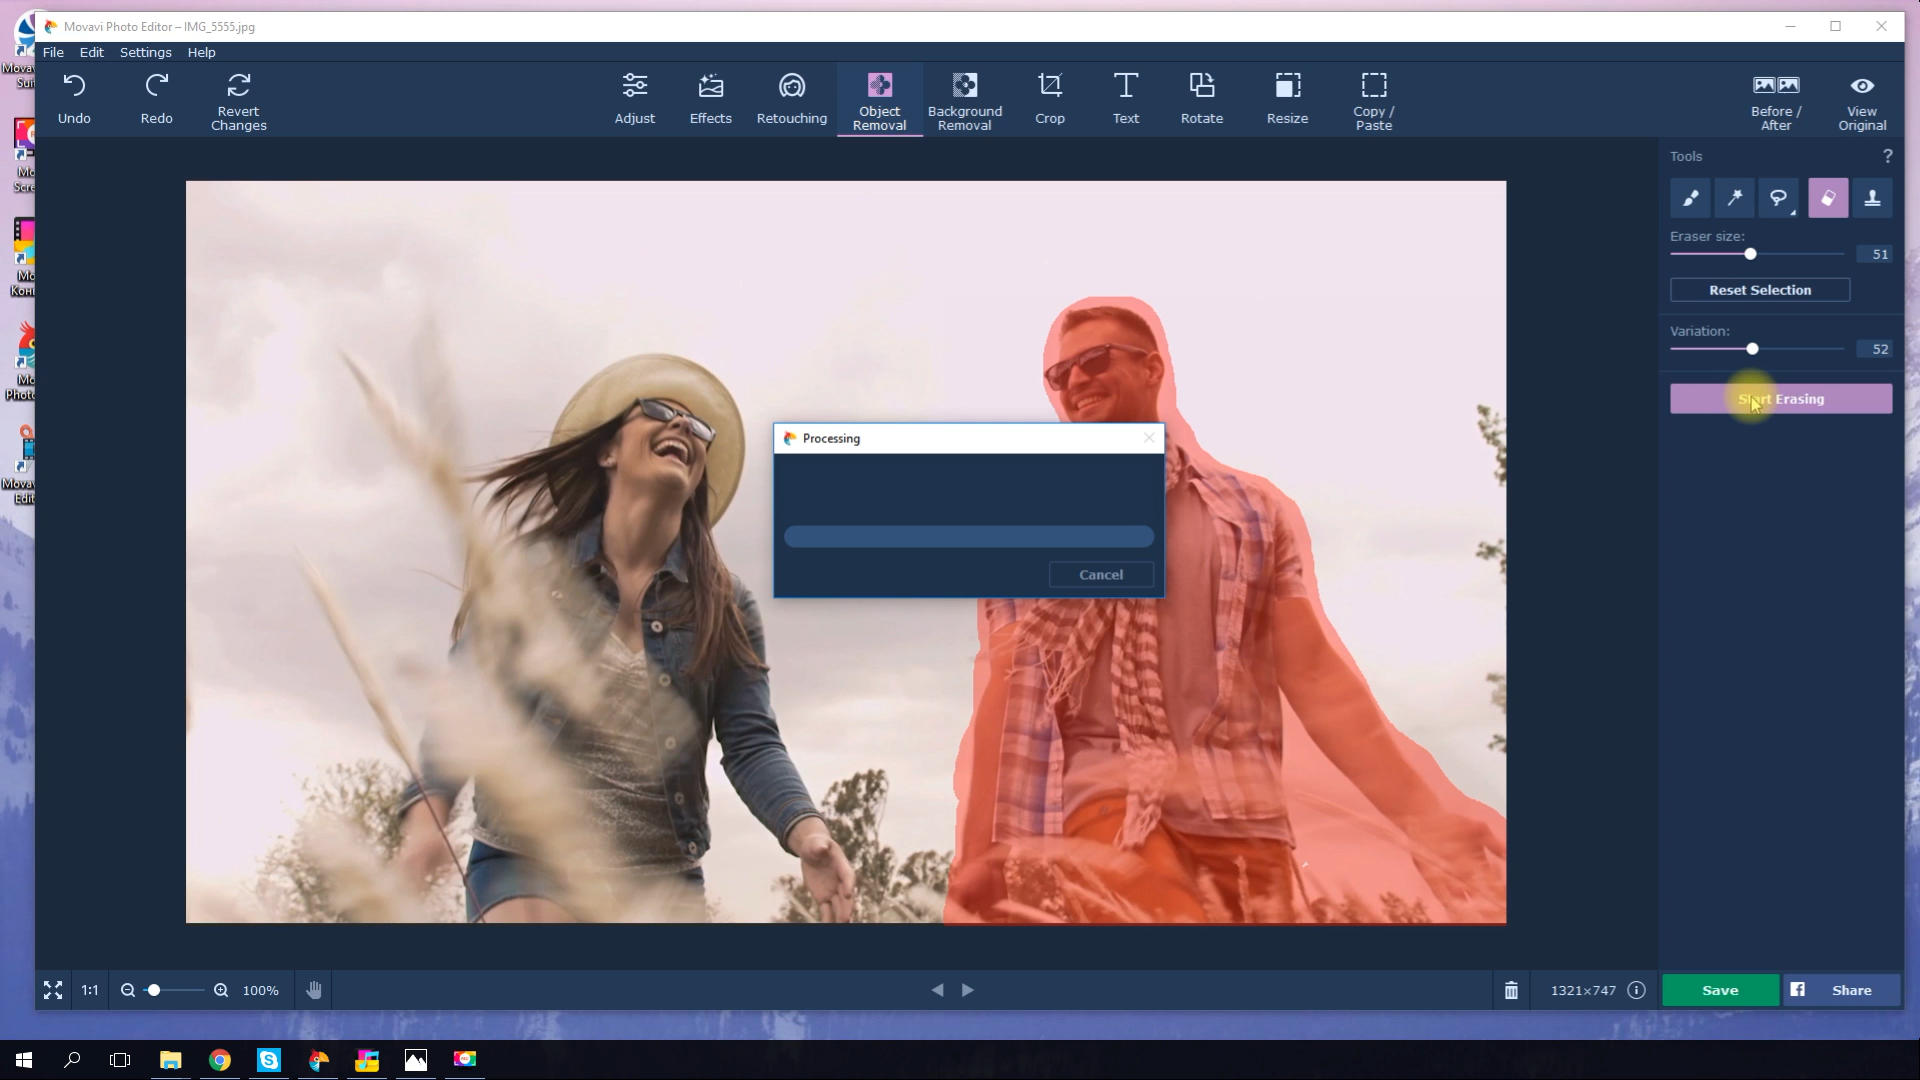 Movavi Photo Editor – IMG_5555.jpg
File Edit Settings Help
Undo Redo Revert Changes
Adjust Effects Retouching Object Removal Background Removal Crop Text Rotate Resize Copy / Paste
Before / After View Original
Tools ?
Eraser size:
51
Reset Selection
Variation:
52
Start Erasing
Processing
Cancel
1:1 100% 1321×747 Save Share